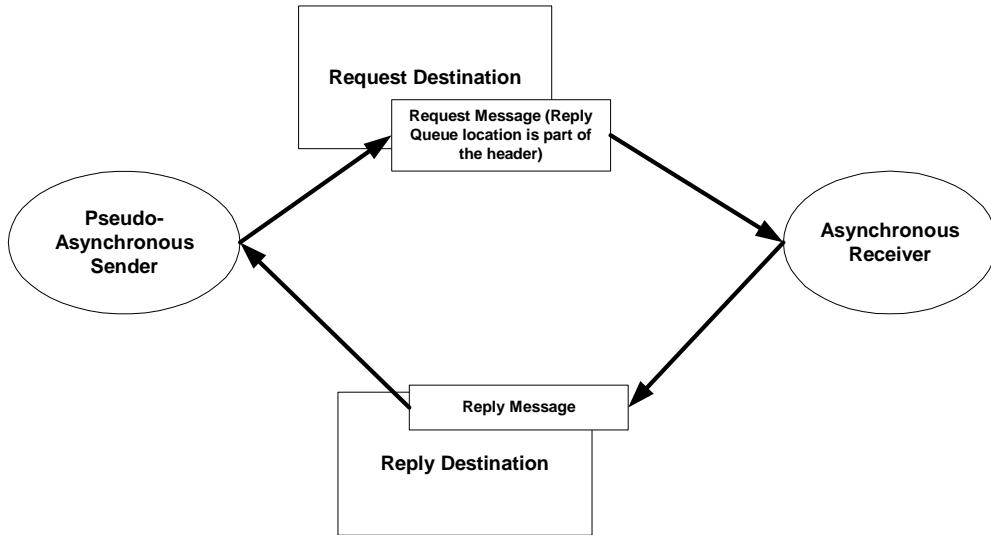 Request Destination
Request Message (Reply
Queue location is part of
the header)
Pseudo-
Asynchronous
Sender
Asynchronous
Receiver
Reply Message
Reply Destination